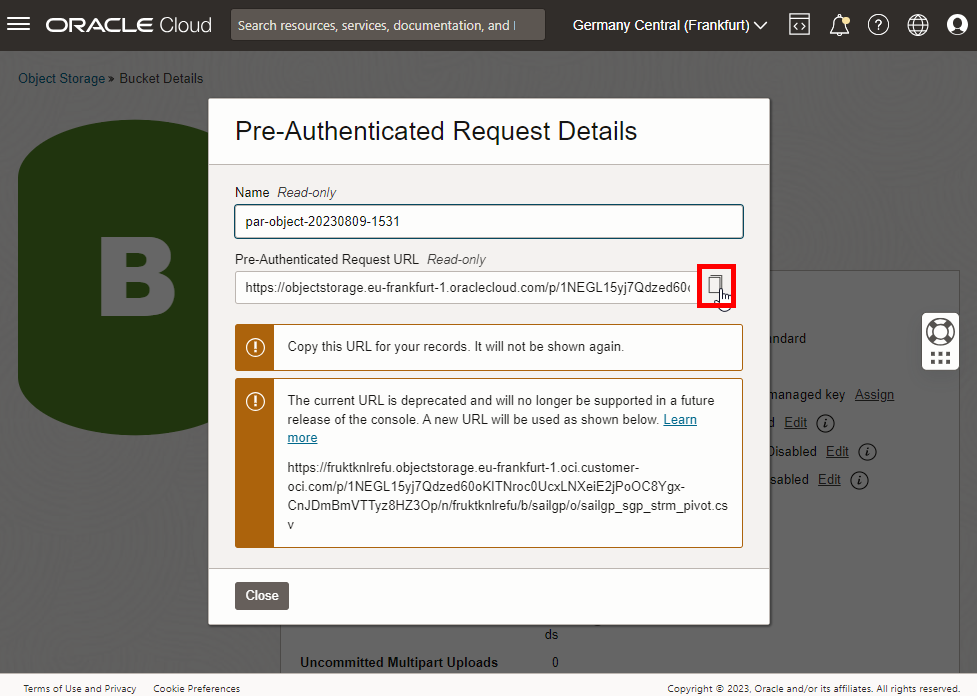 ORACLE Cloud
Search resources, services, documentation, and
Germany Central (Frankfurt)
Object Storage » Bucket Details
B
Pre-Authenticated Request Details
Name Read-only
par-object-20230809-1531
Pre-Authenticated Request URL Read-only
https://objectstorage.eu-frankfurt-1.oraclecloud.com/p/1NEGL15yj7Qdzed60
Copy this URL for your records. It will not be shown again.
The current URL is deprecated and will no longer be supported in a future
release of the console. A new URL will be used as shown below. Learn
more
https://fruktknlrefu.objectstorage.eu-frankfurt-1.oci.customer-
oci.com/p/1NEGL15yj7Qdzed60oKITNroc0UcxLNXeiE2jPoOC8Ygx-
CnJDmBmVTTyz8HZ3Op/n/fruktknlrefu/b/sailgp/o/sailgp_sgp_strm_pivot.cs
v
ndard
managed key Assign
d Edit
Disabled Edit
sabled Edit
Close
ds
Uncommitted Multipart Uploads 0
Terms of Use and Privacy Cookie Preferences
Copyright © 2023, Oracle and/or its affiliates. All rights reserved.